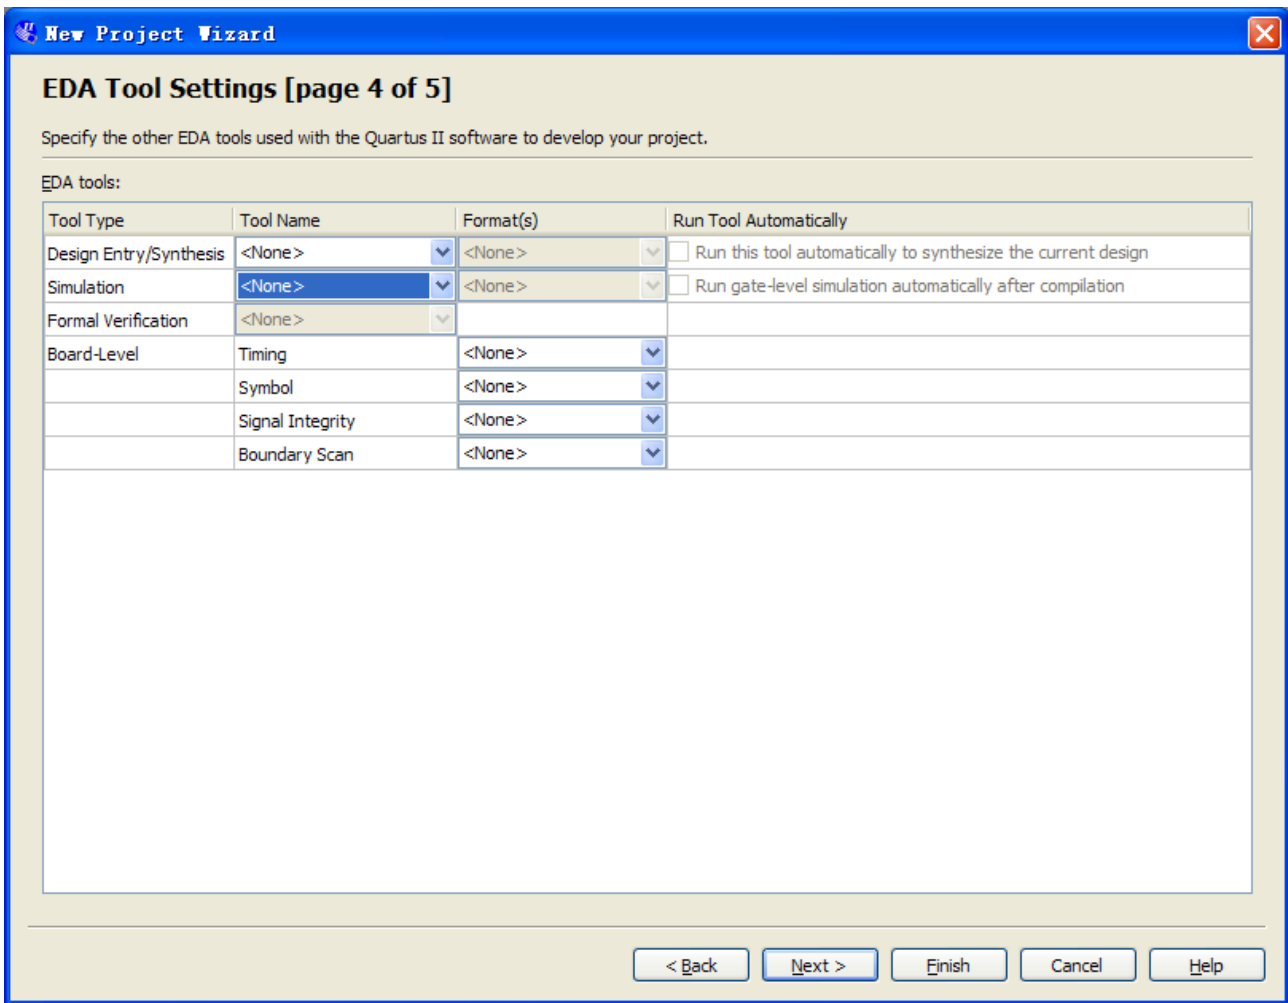 New Project Wizard
EDA Tool Settings [page 4 of 5]
Specify the other EDA tools used with the Quartus II software to develop your project.
EDA tools:
Tool Type Tool Name Format(s) Run Tool Automatically
Design Entry/Synthesis <None> <None> Run this tool automatically to synthesize the current design
Simulation <None> <None> Run gate-level simulation automatically after compilation
Formal Verification <None>
Board-Level Timing <None>
Symbol <None>
Signal Integrity <None>
Boundary Scan <None>
< Back Next > Finish Cancel Help